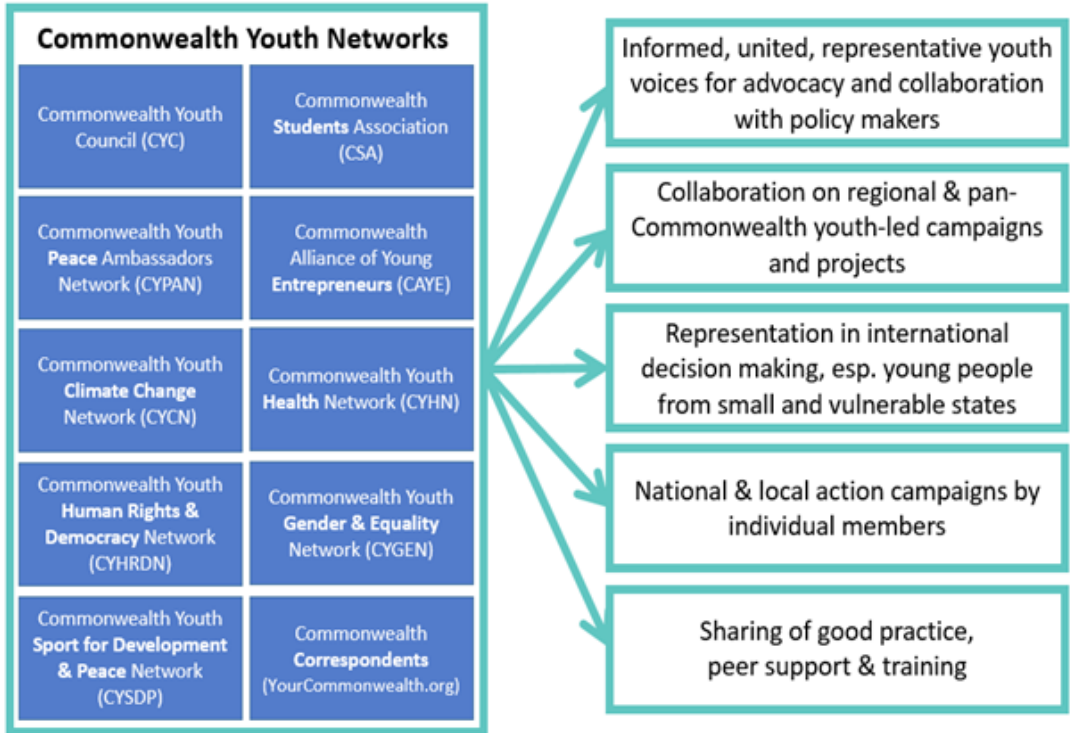 Commonwealth Youth Networks
Commonwealth Youth
Council (CYC)
Commonwealth
Students Association
(CSA)
Commonwealth Youth
Peace Ambassadors
Network (CYPAN)
Commonwealth
Alliance of Young
Entrepreneurs (CAYE)
Commonwealth Youth
Climate Change
Network (CYCN)
Commonwealth Youth
Health Network (CYHN)
Commonwealth Youth
Human Rights &
Democracy Network
(CYHRDN)
Commonwealth Youth
Gender & Equality
Network (CYGEN)
Commonwealth Youth
Sport for Development
& Peace Network
(CYSDP)
Commonwealth
Correspondents
(YourCommonwealth.org)
Informed, united, representative youth
voices for advocacy and collaboration
with policy makers
Collaboration on regional & pan-
Commonwealth youth-led campaigns
and projects
Representation in international
decision making, esp. young people
from small and vulnerable states
National & local action campaigns by
individual members
Sharing of good practice,
peer support & training